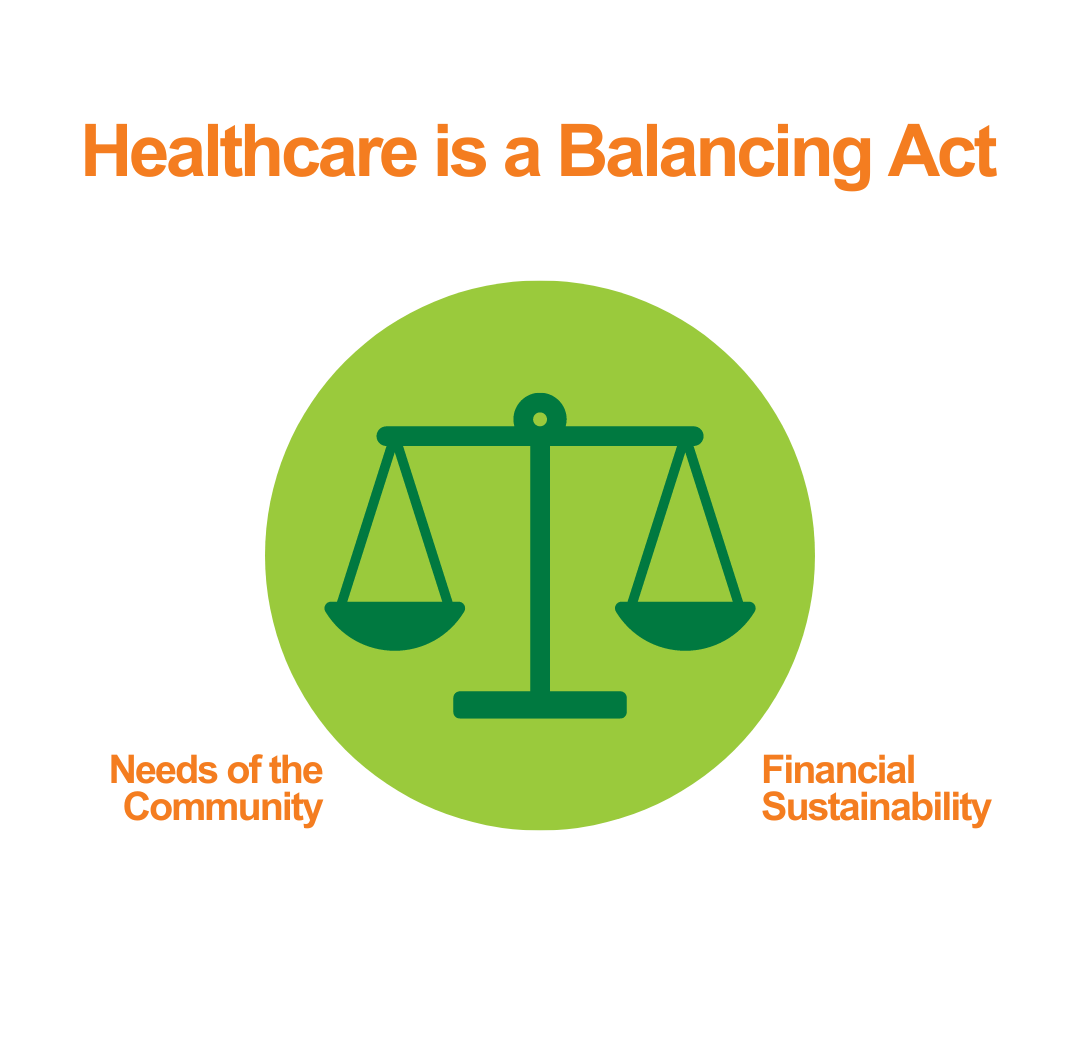 Healthcare is a Balancing Act
Needs of the
Community
Financial
Sustainability